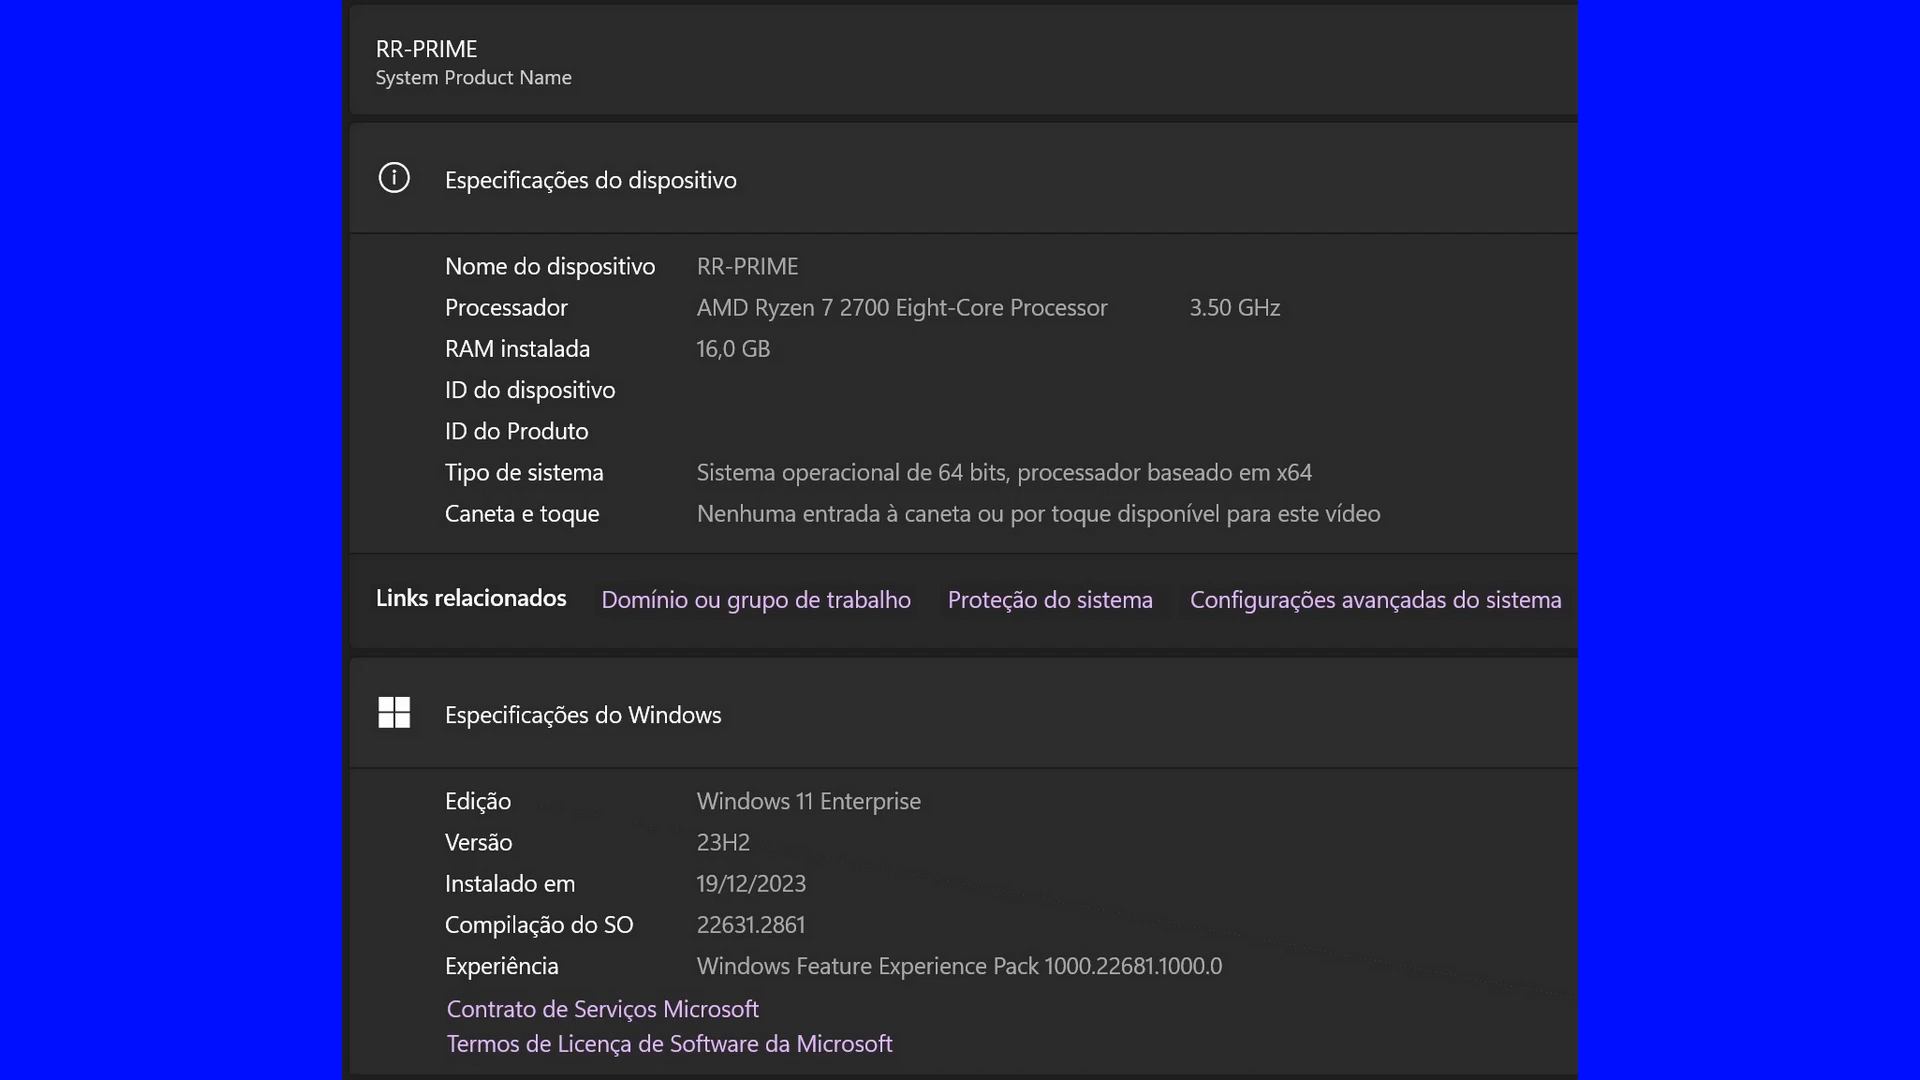 RR-PRIME
System Product Name
Especificações do dispositivo
Nome do dispositivo RR-PRIME
Processador AMD Ryzen 7 2700 Eight-Core Processor 3.50 GHz
RAM instalada 16,0 GB
ID do dispositivo
ID do Produto
Tipo de sistema Sistema operacional de 64 bits, processador baseado em x64
Caneta e toque Nenhuma entrada à caneta ou por toque disponível para este vídeo
Links relacionados Domínio ou grupo de trabalho Proteção do sistema Configurações avançadas do sistema
Especificações do Windows
Edição Windows 11 Enterprise
Versão 23H2
Instalado em 19/12/2023
Compilação do SO 22631.2861
Experiência Windows Feature Experience Pack 1000.22681.1000.0
Contrato de Serviços Microsoft
Termos de Licença de Software da Microsoft